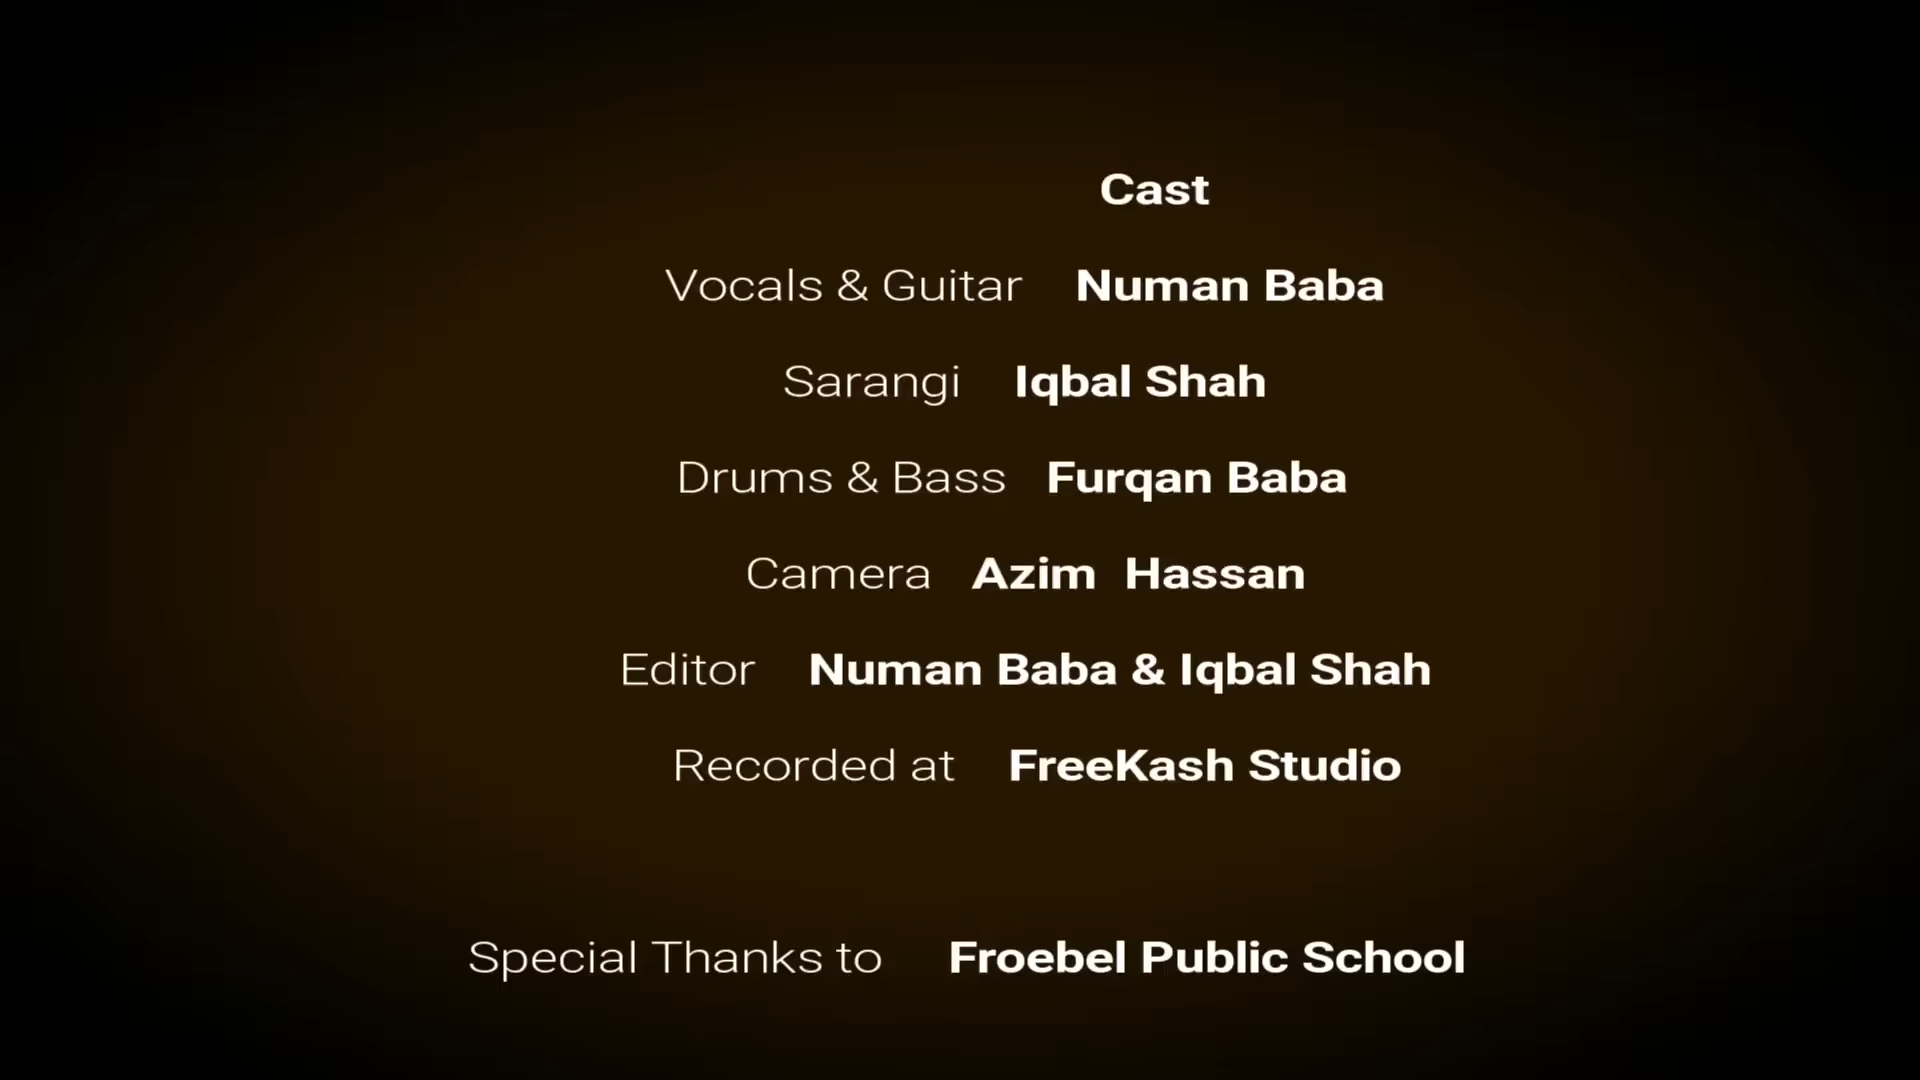 Cast
Vocals & Guitar Numan Baba
Sarangi Iqbal Shah
Drums & Bass Furqan Baba
Camera Azim Hassan
Editor Numan Baba & Iqbal Shah
Recorded at FreeKash Studio
Special Thanks to Froebel Public School